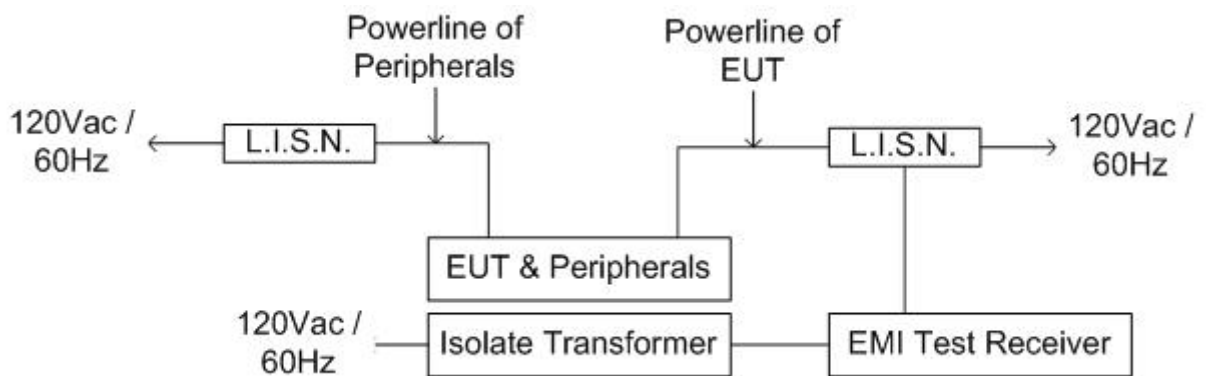 Powerline of
Peripherals
Powerline of
EUT
120Vac /
60Hz
L.I.S.N.
L.I.S.N.
120Vac /
60Hz
EUT & Peripherals
120Vac /
60Hz
Isolate Transformer
EMI Test Receiver